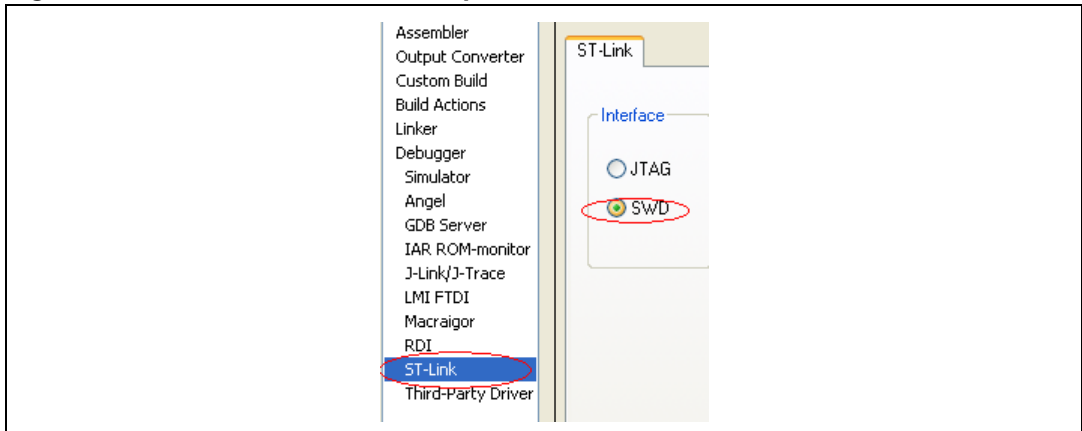 Assembler
Output Converter
Custom Build
Build Actions
Linker
Debugger
Simulator
Angel
GDB Server
IAR ROM-monitor
J-Link/J-Trace
LMI FTDI
Macraigor
RDI
ST-Link
Third-Party Driver
ST-Link
Interface
JTAG
SWD